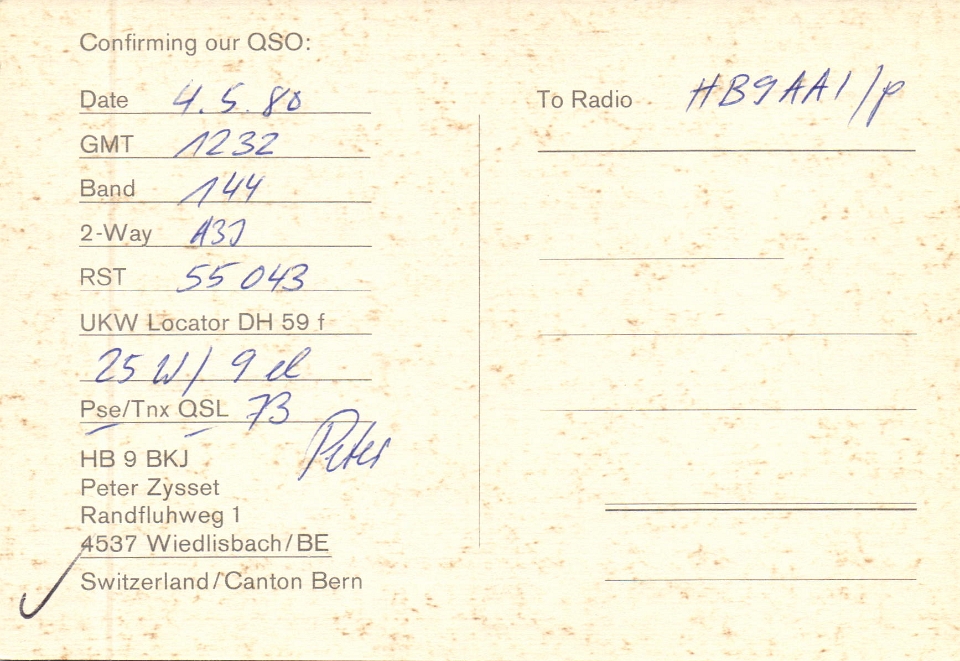 Confirming our QSO:
Date 4.5.80
GMT 1232
Band 144
2-Way A3J
RST 55 043
UKW Locator DH 59 f
25 W / 9 el
Pse/Tnx QSL 73
Peter
HB 9 BKJ
Peter Zysset
Randfluhweg 1
4537 Wiedlisbach/BE
Switzerland/Canton Bern
To Radio HB9AAI/p